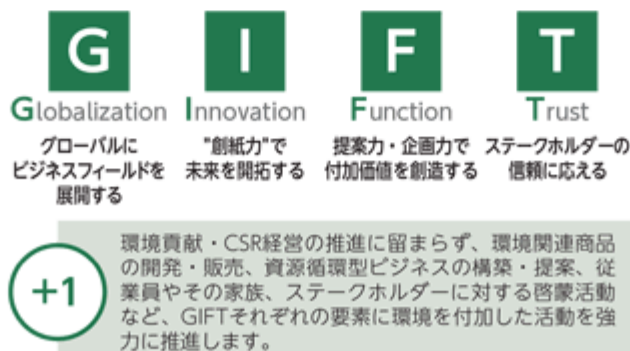 G I F T
Globalization Innovation Function Trust
グローバルに "創紙力"で 提案力・企画力で ステークホルダーの
ビジネスフィールドを 未来を開拓する 付加価値を創造する 信頼に応える
展開する
+1
環境貢献・CSR経営の推進に留まらず、環境関連商品
の開発・販売、資源循環型ビジネスの構築・提案、従
業員やその家族、ステークホルダーに対する啓蒙活動
など、GIFTそれぞれの要素に環境を付加した活動を強
力に推進します。